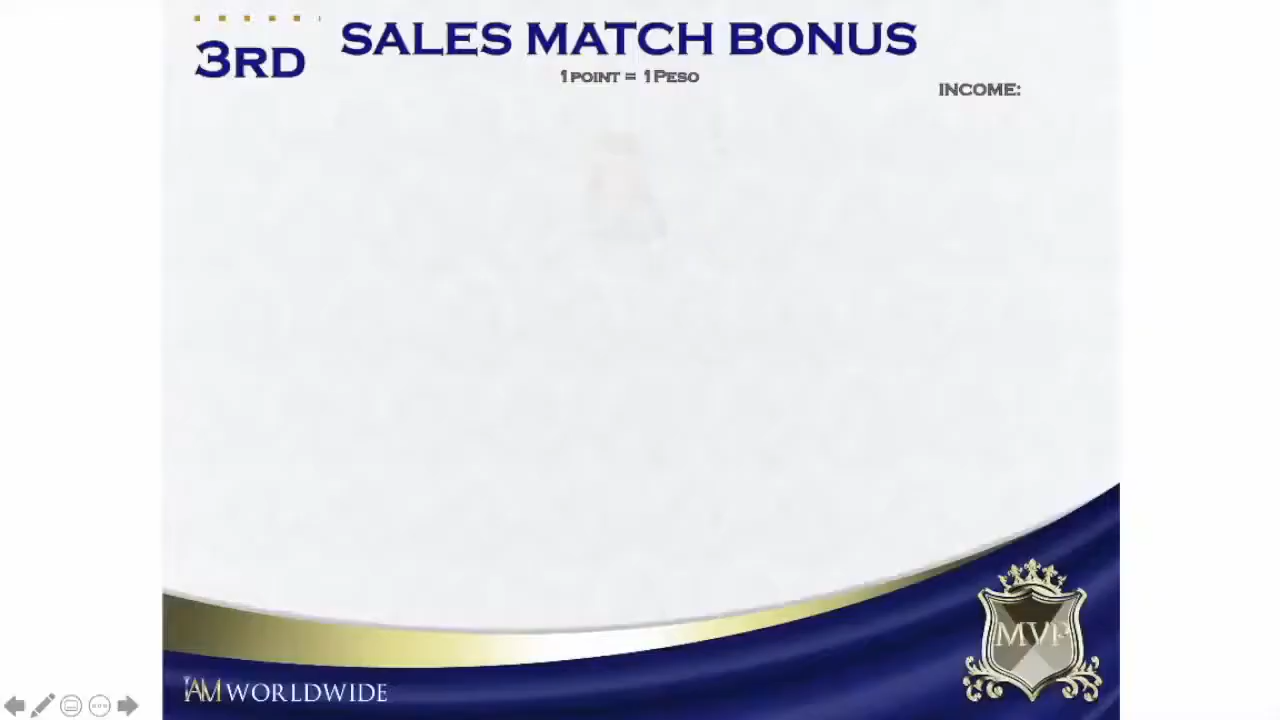 3RD
SALES MATCH BONUS
1 POINT = 1 PESO
INCOME:
MVP
IAM WORLDWIDE